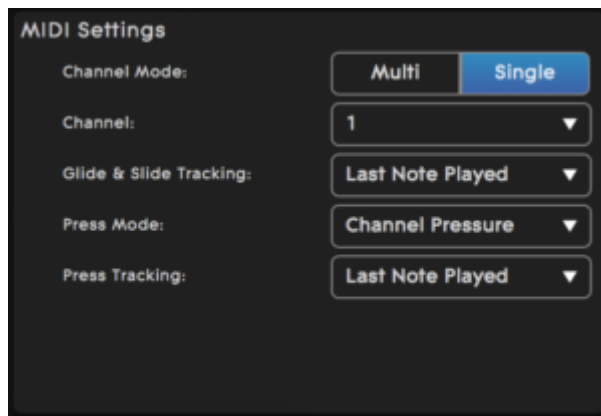 MIDI Settings
Channel Mode: Multi Single
Channel: 1
Glide & Slide Tracking: Last Note Played
Press Mode: Channel Pressure
Press Tracking: Last Note Played